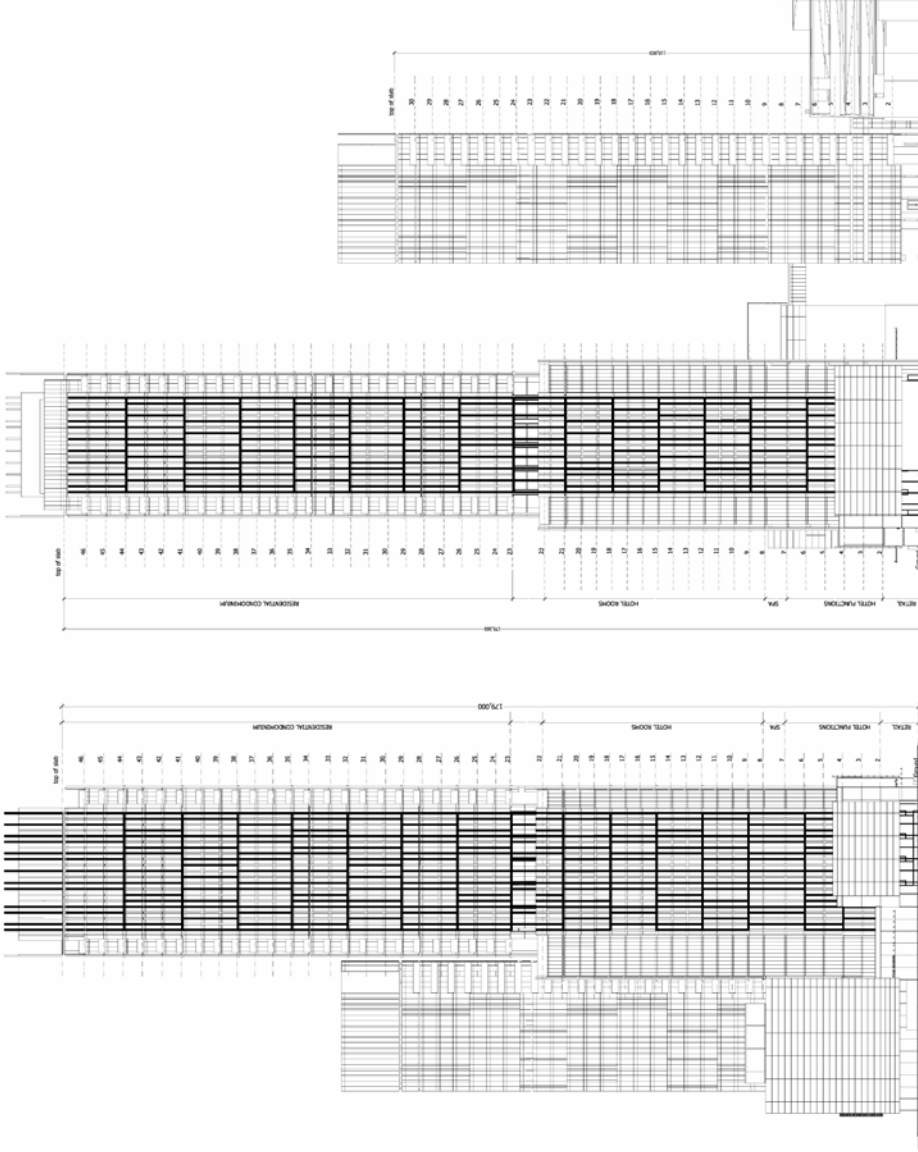 110,000
top of slab 30 29 28 27 26 25 24 23 22 21 20 19 18 17 16 15 14 13 12 11 10 9 8 7 6 5 4 3 2
top of slab 46 45 44 43 42 41 40 39 38 37 36 35 34 33 32 31 30 29 28 27 26 25 24 23 22 21 20 19 18 17 16 15 14 13 12 11 10 9 8 7 6 5 4 3 2
RESIDENTIAL CONDOMINIUM HOTEL ROOMS SPA HOTEL FUNCTIONS RETAIL
179,000
179,000
RESIDENTIAL CONDOMINIUM HOTEL ROOMS SPA HOTEL FUNCTIONS RETAIL
top of slab 46 45 44 43 42 41 40 39 38 37 36 35 34 33 32 31 30 29 28 27 26 25 24 23 22 21 20 19 18 17 16 15 14 13 12 11 10 9 8 7 6 5 4 3 2 Ground